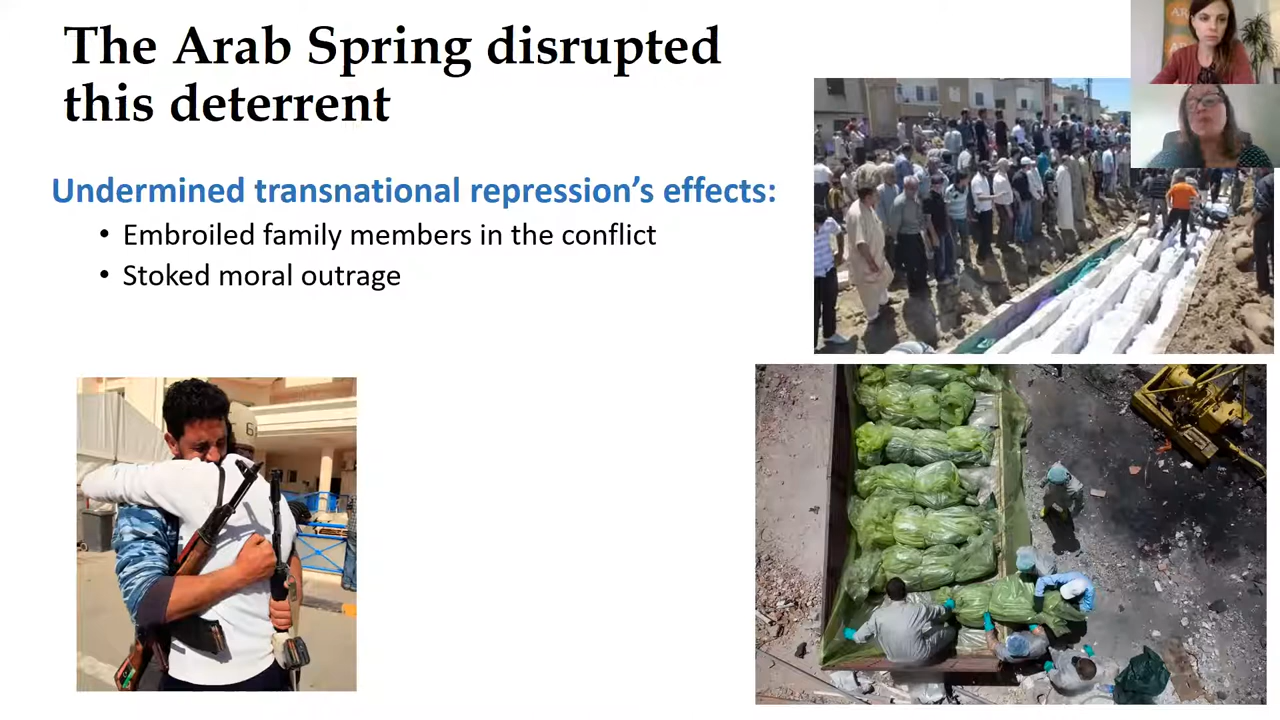 The Arab Spring disrupted
this deterrent
Undermined transnational repression's effects:
• Embroiled family members in the conflict
• Stoked moral outrage